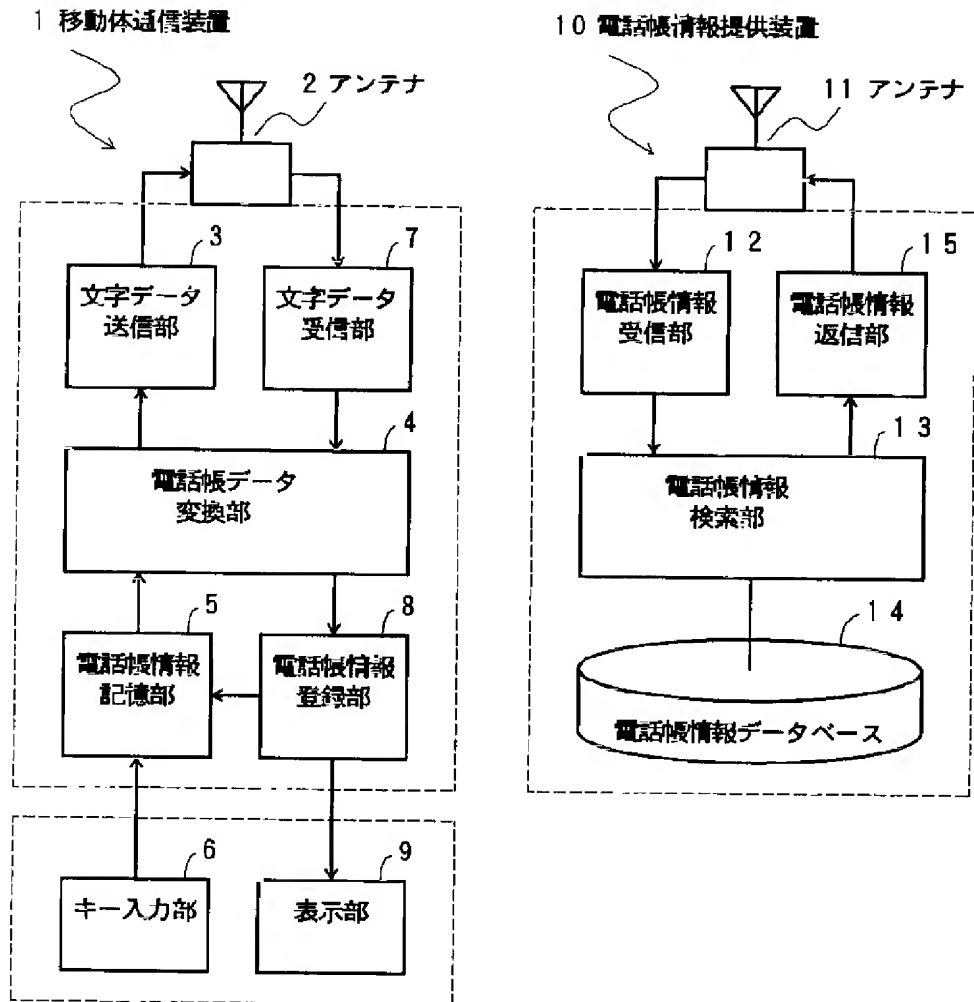 1 移動体通信装置
2 アンテナ
3
文字データ
送信部
7
文字データ
受信部
4
電話帳データ
変換部
5
電話帳情報
記憶部
8
電話帳情報
登録部
6
キー入力部
9
表示部
10 電話帳情報提供装置
11 アンテナ
12
電話帳情報
受信部
15
電話帳情報
返信部
13
電話帳情報
検索部
14
電話帳情報データベース